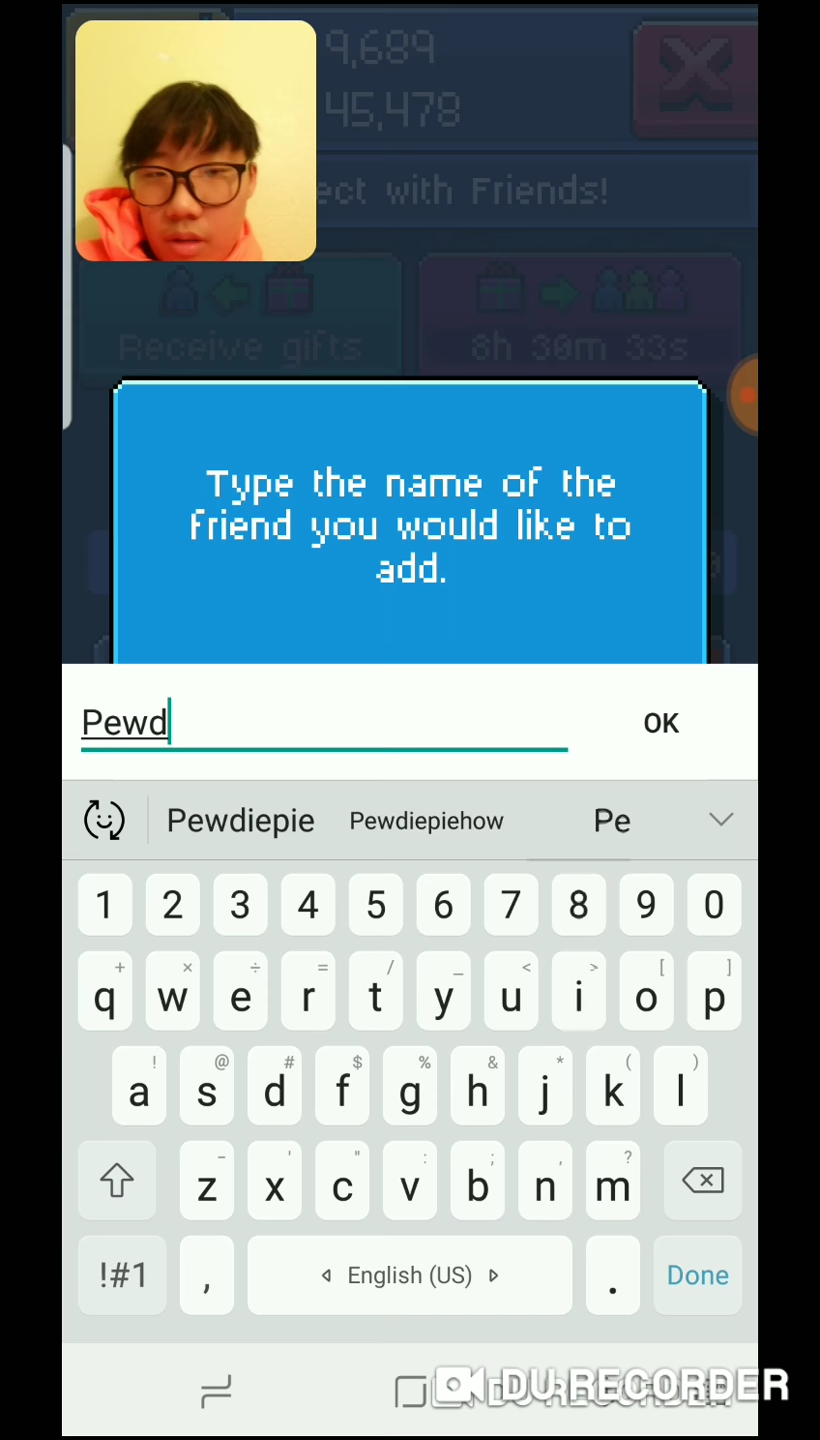 9,689
45,478
ect with Friends!
Receive gifts
8h 30m 33s
Type the name of the
friend you would like to
add.
Pewd
OK
Pewdiepie
Pewdiepiehow
Pe
1 2 3 4 5 6 7 8 9 0
+ × ÷ = / _ < > [ ]
q w e r t y u i o p
! @ # $ % & * ( )
a s d f g h j k l
- ' " : ; , ?
z x c v b n m
!#1 , English (US) . Done
DU RECORDER